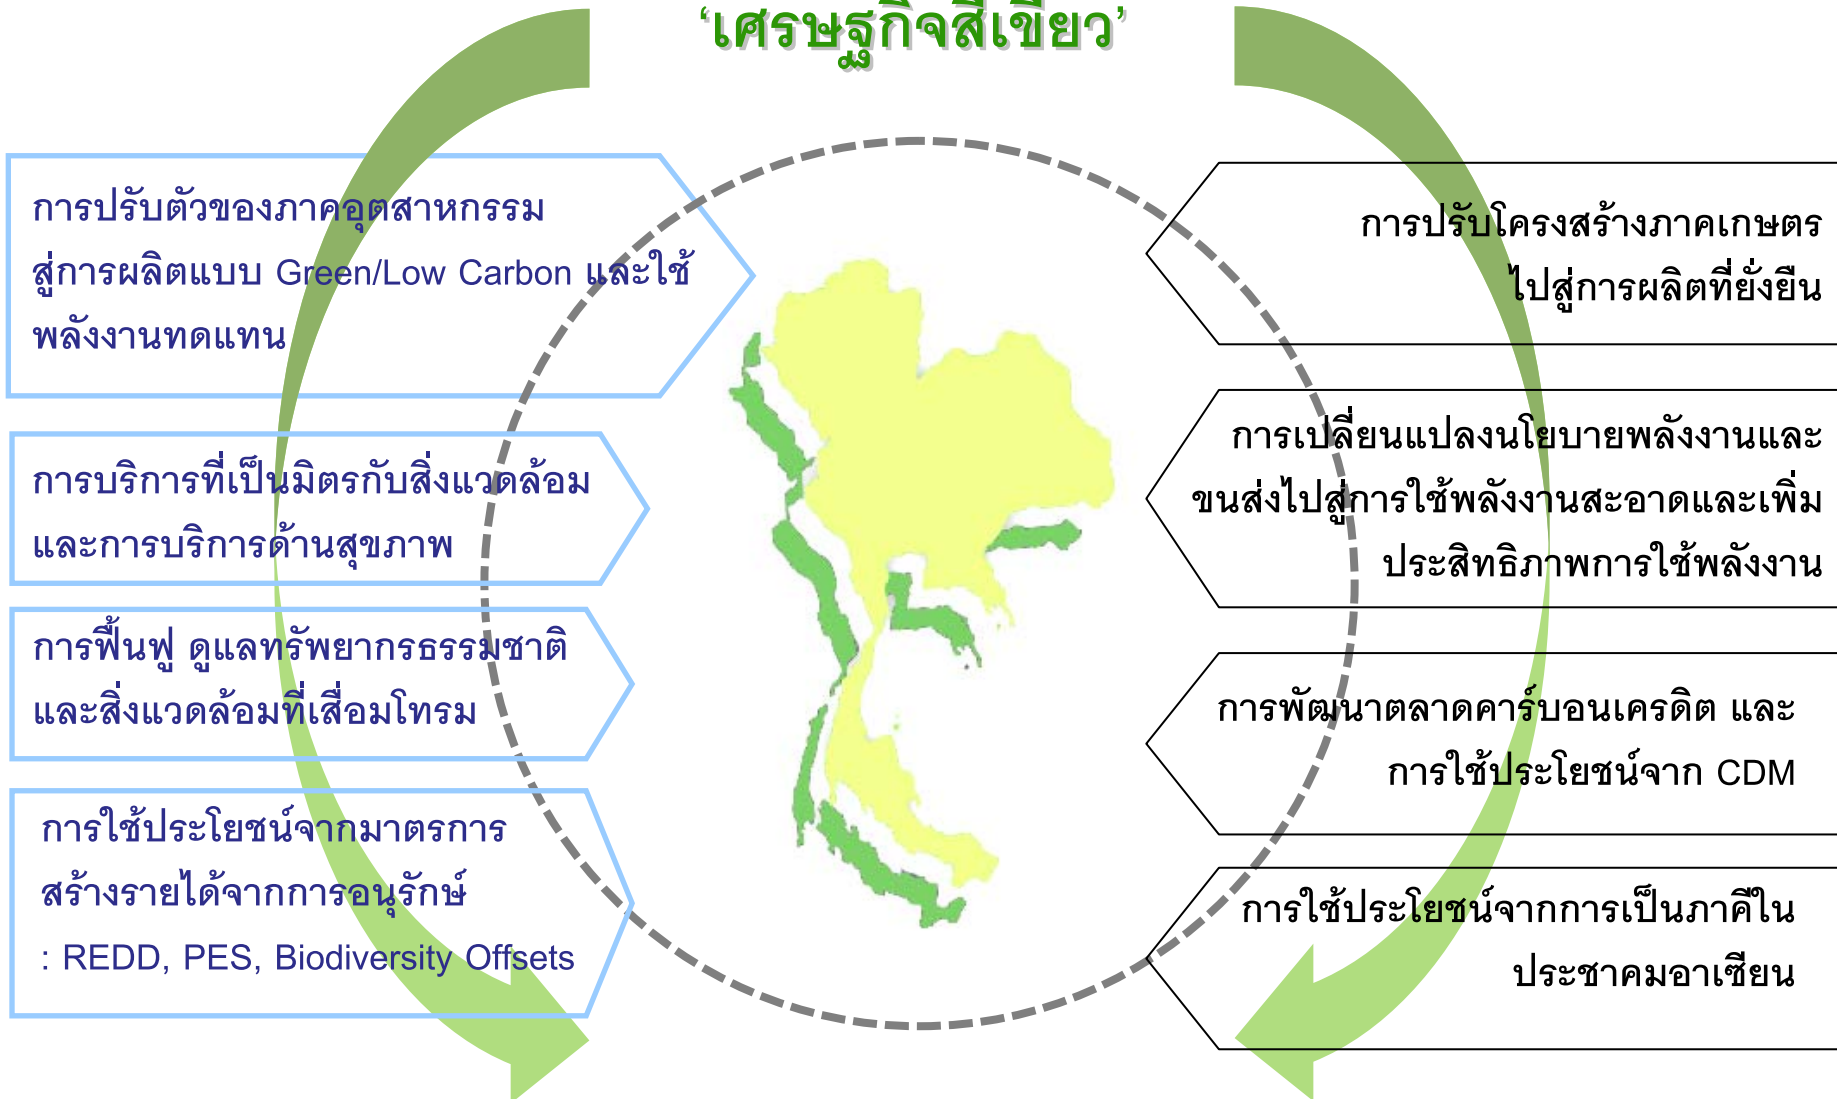 ‘เศรษฐกิจสีเขียว’
การปรับตัวของภาคอุตสาหกรรม
สู่การผลิตแบบ Green/Low Carbon และใช้
พลังงานทดแทน
การบริการที่เป็นมิตรกับสิ่งแวดล้อม
และการบริการด้านสุขภาพ
การฟื้นฟู ดูแลทรัพยากรธรรมชาติ
และสิ่งแวดล้อมที่เสื่อมโทรม
การใช้ประโยชน์จากมาตรการ
สร้างรายได้จากการอนุรักษ์
: REDD, PES, Biodiversity Offsets
การปรับโครงสร้างภาคเกษตร
ไปสู่การผลิตที่ยั่งยืน
การเปลี่ยนแปลงนโยบายพลังงานและ
ขนส่งไปสู่การใช้พลังงานสะอาดและเพิ่ม
ประสิทธิภาพการใช้พลังงาน
การพัฒนาตลาดคาร์บอนเครดิต และ
การใช้ประโยชน์จาก CDM
การใช้ประโยชน์จากการเป็นภาคีใน
ประชาคมอาเซียน